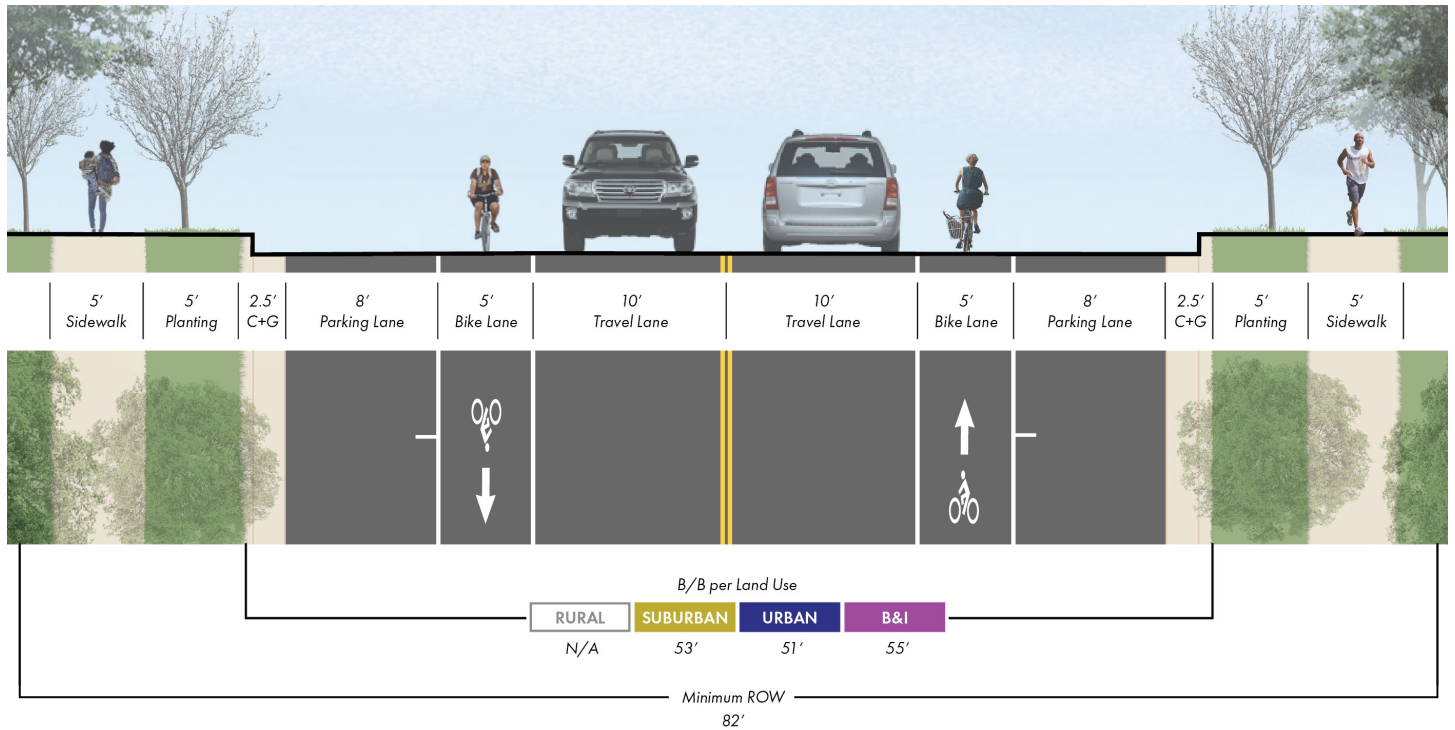 5’ 5’ 2.5’ 8’ 5’ 10’ 10’ 5’ 8’ 2.5’ 5’ 5’
Sidewalk Planting C+G Parking Lane Bike Lane Travel Lane Travel Lane Bike Lane Parking Lane C+G Planting Sidewalk
B/B per Land Use
RURAL SUBURBAN URBAN B&I
N/A 53’ 51’ 55’
Minimum ROW
82’